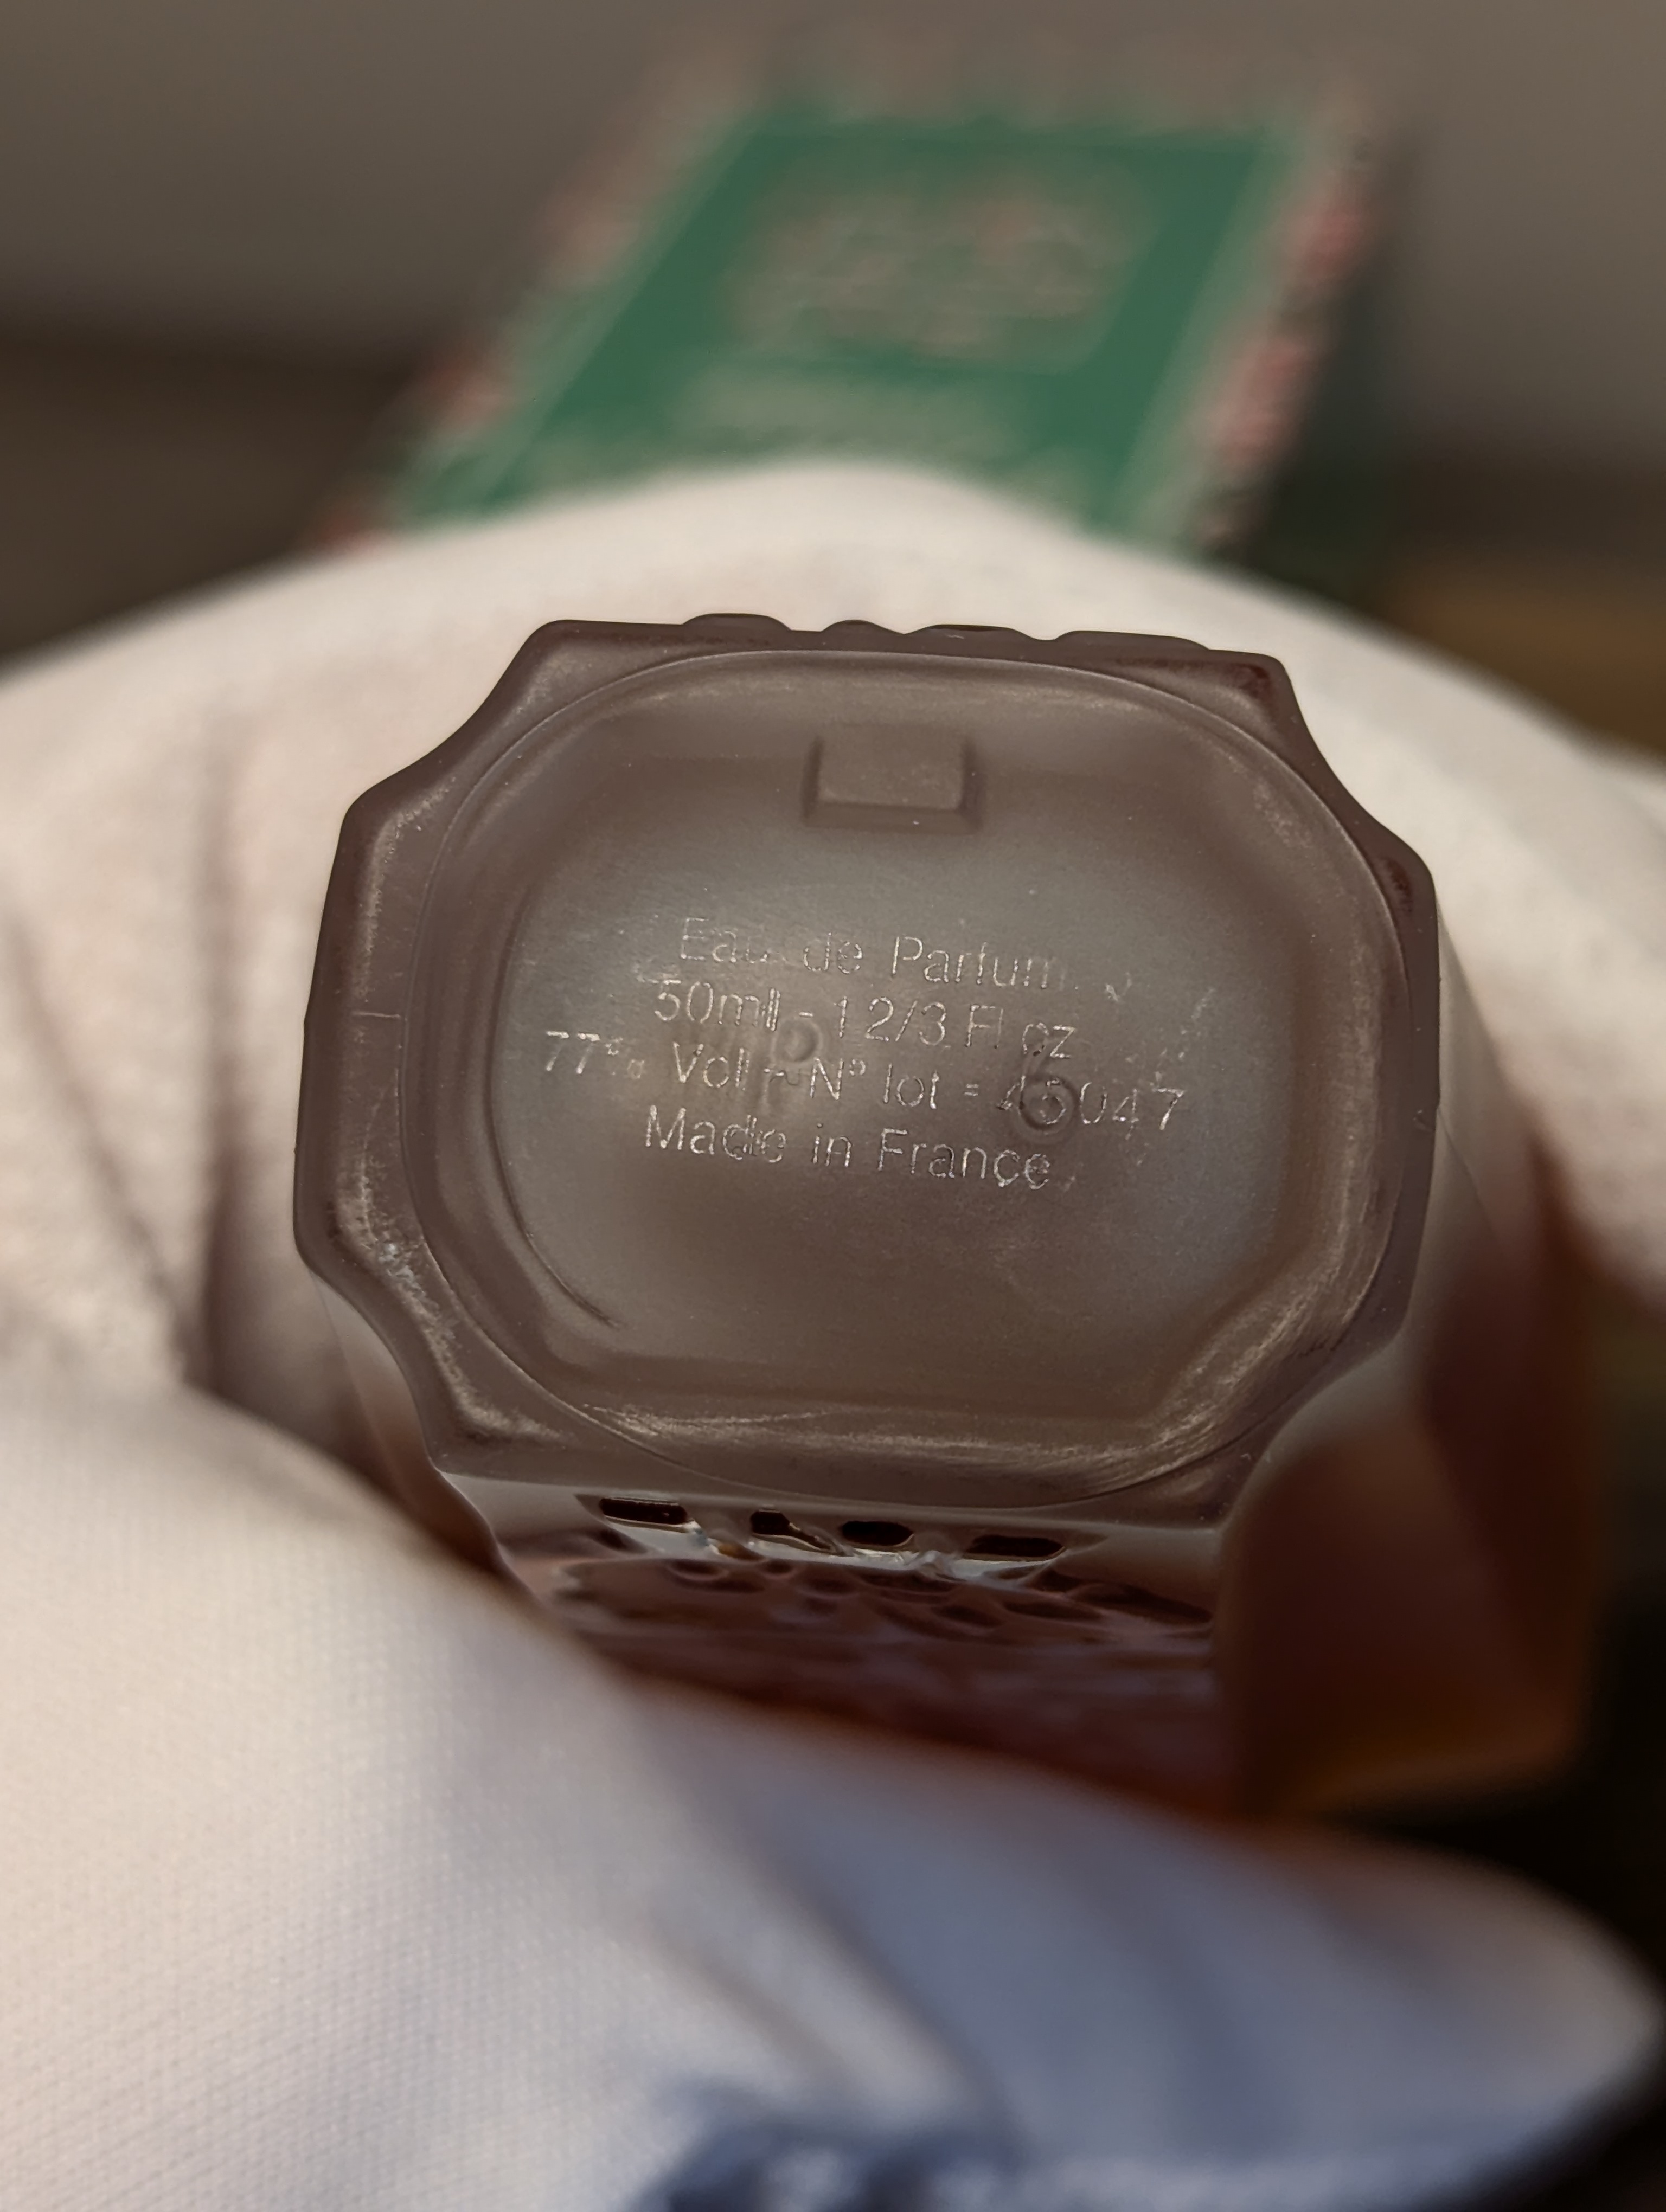 Eau de Parfum
50ml - 1 2/3 Fl oz
77% Vol - N° lot =
Made in France